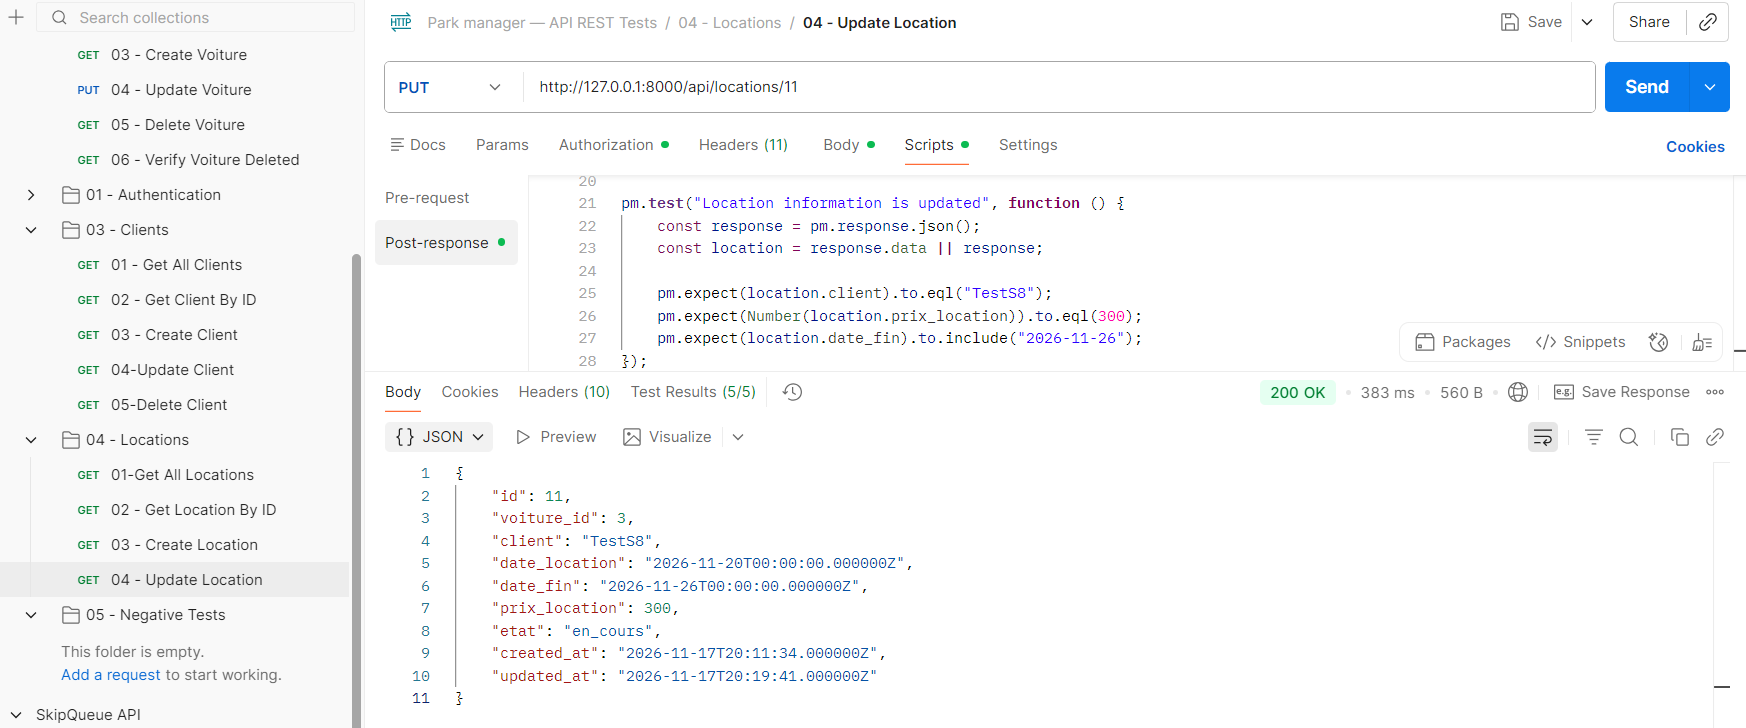 Search collections
GET 03 - Create Voiture
PUT 04 - Update Voiture
GET 05 - Delete Voiture
GET 06 - Verify Voiture Deleted
01 - Authentication
03 - Clients
GET 01 - Get All Clients
GET 02 - Get Client By ID
GET 03 - Create Client
GET 04-Update Client
GET 05-Delete Client
04 - Locations
GET 01-Get All Locations
GET 02 - Get Location By ID
GET 03 - Create Location
GET 04 - Update Location
05 - Negative Tests
This folder is empty.
Add a request to start working.
SkipQueue API
HTTP Park manager — API REST Tests / 04 - Locations / 04 - Update Location
Save Share
PUT http://127.0.0.1:8000/api/locations/11 Send
Docs Params Authorization Headers (11) Body Scripts Settings Cookies
Pre-request
Post-response
20
21 pm.test("Location information is updated", function () {
22 const response = pm.response.json();
23 const location = response.data || response;
24
25 pm.expect(location.client).to.eql("TestS8");
26 pm.expect(Number(location.prix_location)).to.eql(300);
27 pm.expect(location.date_fin).to.include("2026-11-26");
28 });
Packages </> Snippets
Body Cookies Headers (10) Test Results (5/5) 200 OK • 383 ms • 560 B • e.g. Save Response
{} JSON Preview Visualize
1 {
2 "id": 11,
3 "voiture_id": 3,
4 "client": "TestS8",
5 "date_location": "2026-11-20T00:00:00.000000Z",
6 "date_fin": "2026-11-26T00:00:00.000000Z",
7 "prix_location": 300,
8 "etat": "en_cours",
9 "created_at": "2026-11-17T20:11:34.000000Z",
10 "updated_at": "2026-11-17T20:19:41.000000Z"
11 }